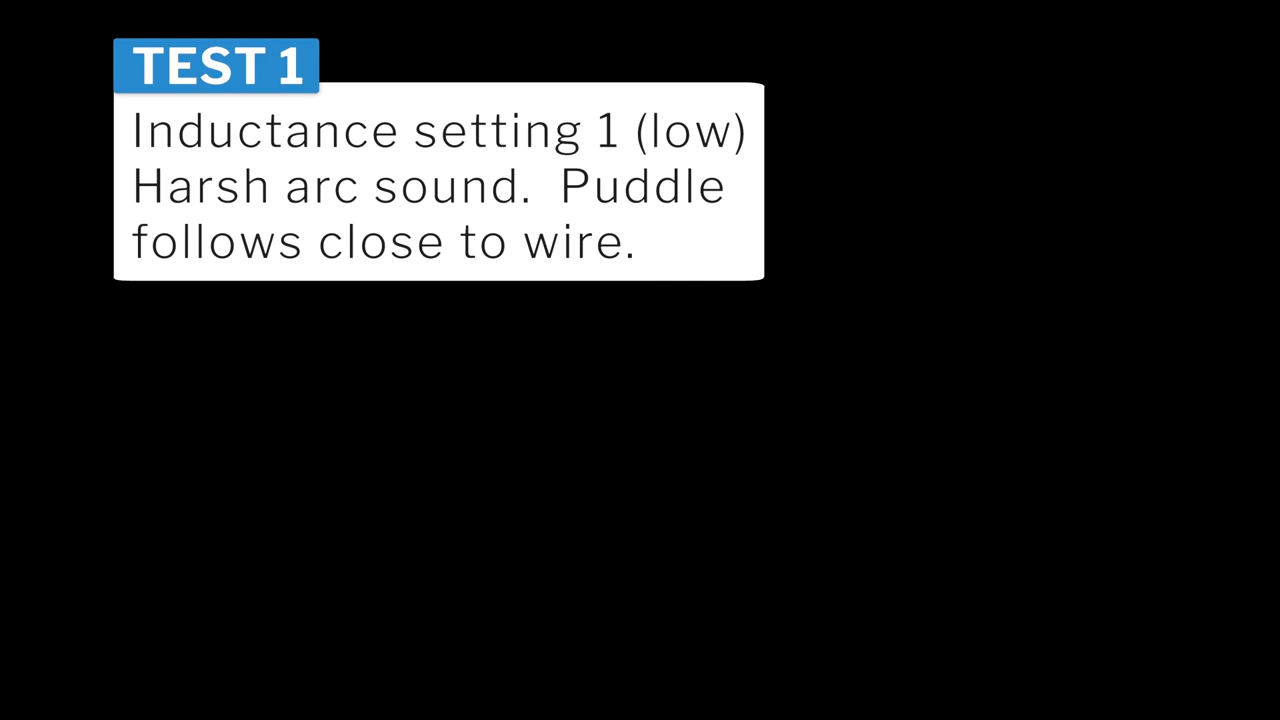 TEST 1
Inductance setting 1 (low)
Harsh arc sound.  Puddle
follows close to wire.